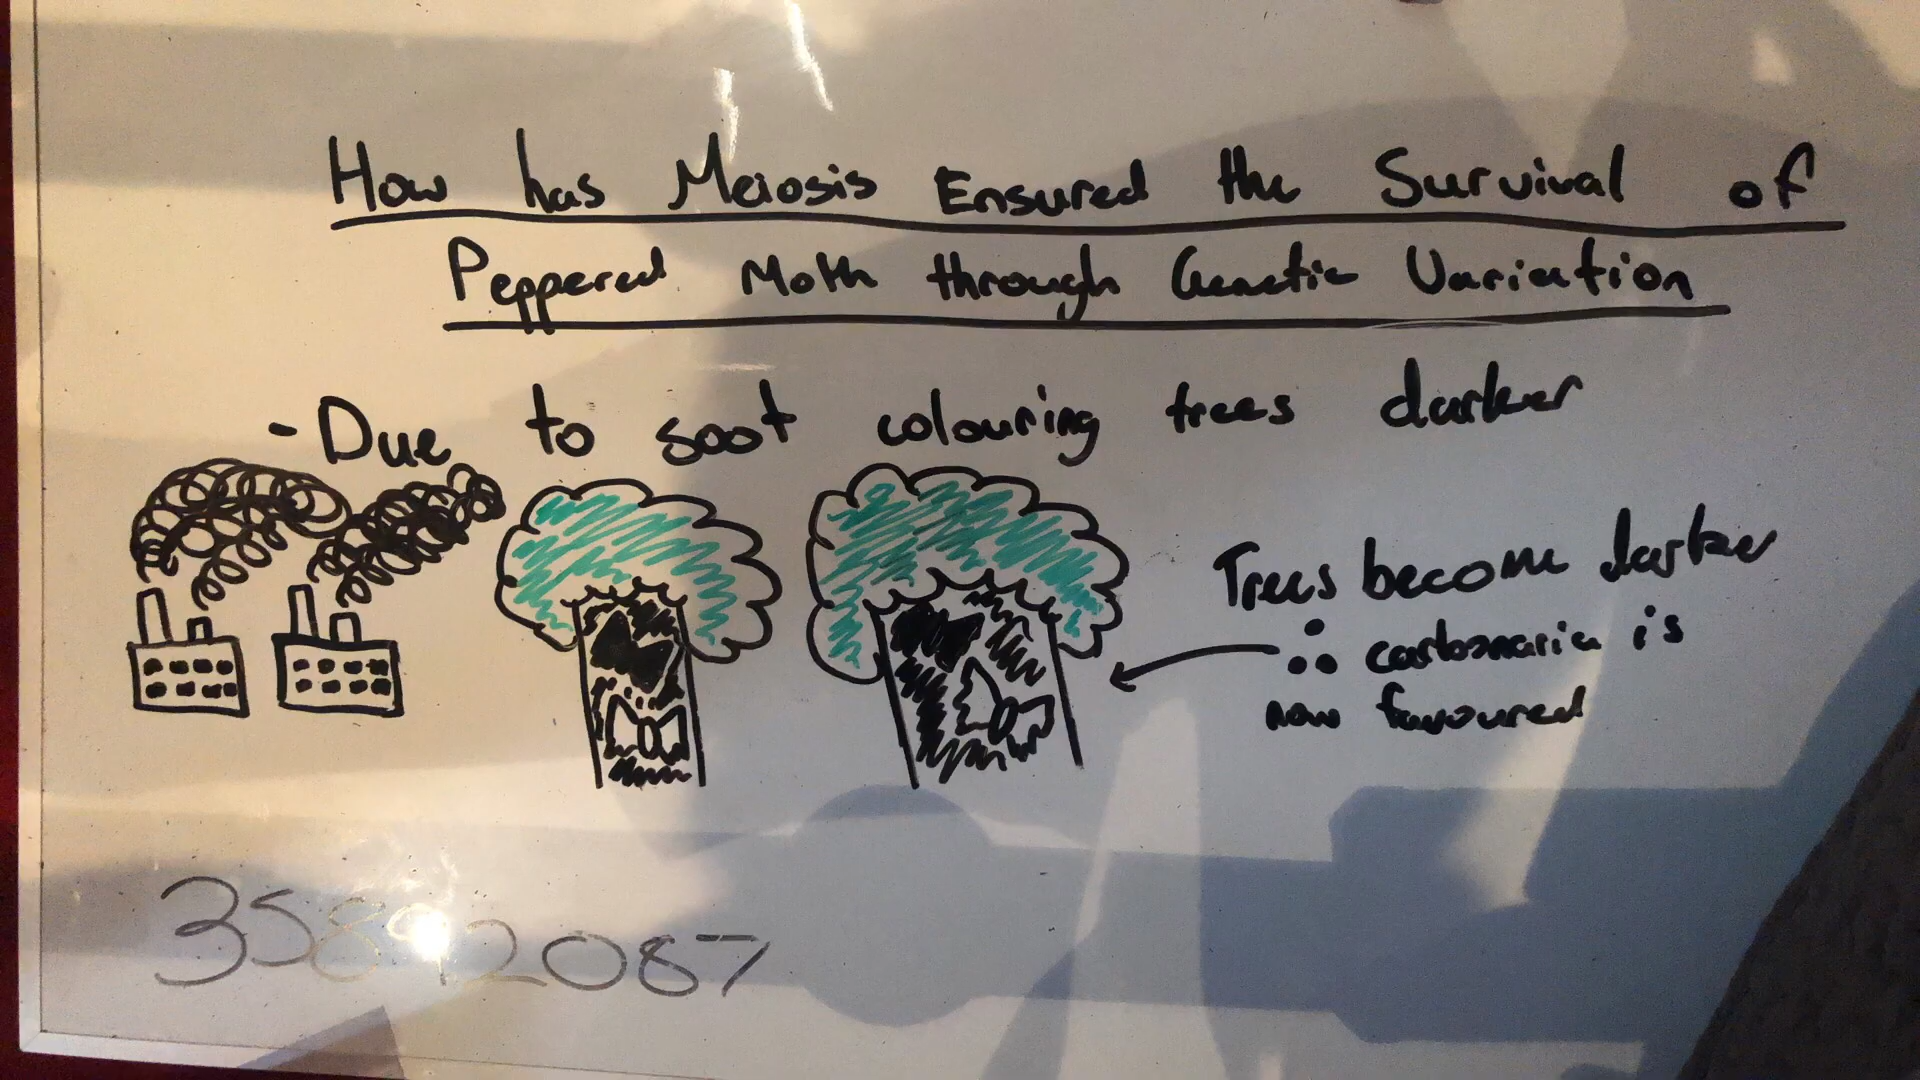 How has Meiosis Ensured the Survival of
Peppered Moth through Genetic Variation
- Due to soot colouring trees darker
Trees become darker
∴ carbonaria is
now favoured
35892087